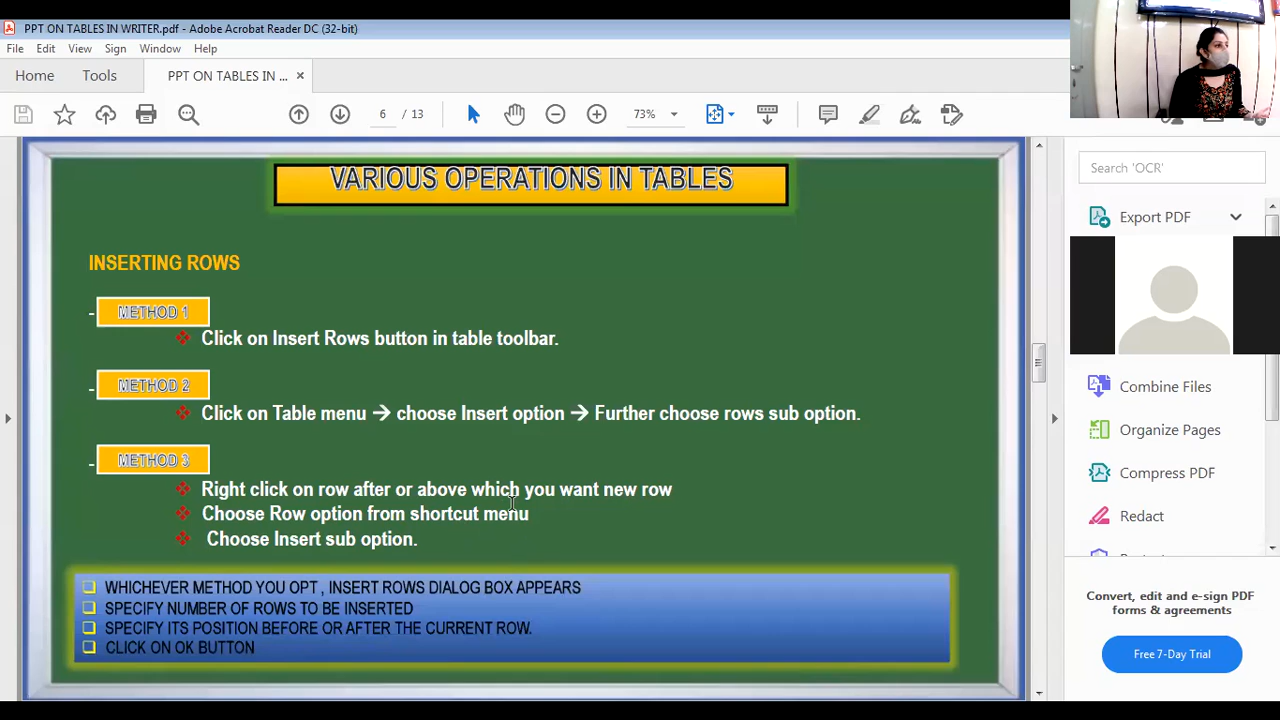 PPT ON TABLES IN WRITER.pdf - Adobe Acrobat Reader DC (32-bit)
File Edit View Sign Window Help
Home Tools PPT ON TABLES IN ... ×
6 / 13 73%
Search 'OCR'
VARIOUS OPERATIONS IN TABLES
INSERTING ROWS
- METHOD 1
❖ Click on Insert Rows button in table toolbar.
- METHOD 2
❖ Click on Table menu → choose Insert option → Further choose rows sub option.
- METHOD 3
❖ Right click on row after or above which you want new row
❖ Choose Row option from shortcut menu
❖ Choose Insert sub option.
❑ WHICHEVER METHOD YOU OPT , INSERT ROWS DIALOG BOX APPEARS
❑ SPECIFY NUMBER OF ROWS TO BE INSERTED
❑ SPECIFY ITS POSITION BEFORE OR AFTER THE CURRENT ROW.
❑ CLICK ON OK BUTTON
Export PDF
Combine Files
Organize Pages
Compress PDF
Redact
Convert, edit and e-sign PDF
forms & agreements
Free 7-Day Trial